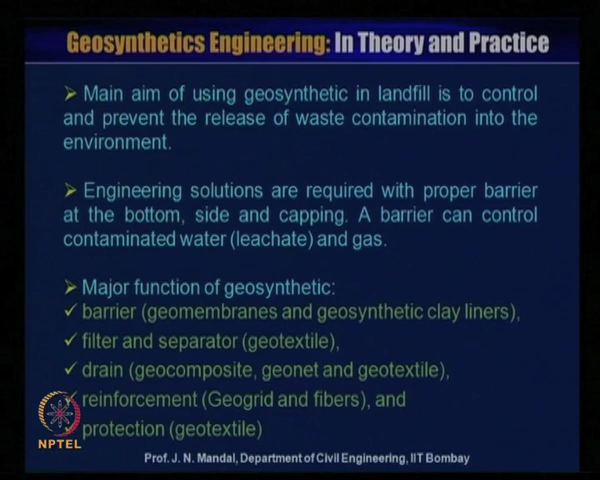 Geosynthetics Engineering: In Theory and Practice
➢ Main aim of using geosynthetic in landfill is to control
and prevent the release of waste contamination into the
environment.
➢ Engineering solutions are required with proper barrier
at the bottom, side and capping. A barrier can control
contaminated water (leachate) and gas.
➢ Major function of geosynthetic:
✓ barrier (geomembranes and geosynthetic clay liners),
✓ filter and separator (geotextile),
✓ drain (geocomposite, geonet and geotextile),
✓ reinforcement (Geogrid and fibers), and
✓ protection (geotextile)
NPTEL
Prof. J. N. Mandal, Department of Civil Engineering, IIT Bombay